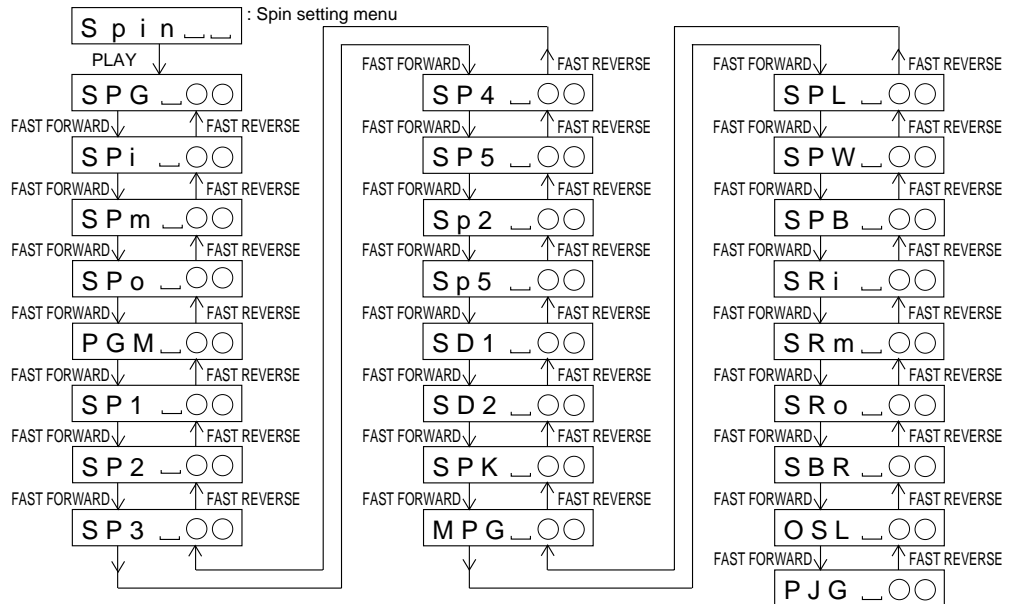 Spin⎵⎵ : Spin setting menu
PLAY
SPG ⎵○○
FAST FORWARD FAST REVERSE
SPi ⎵○○
FAST FORWARD FAST REVERSE
SPm ⎵○○
FAST FORWARD FAST REVERSE
SPo ⎵○○
FAST FORWARD FAST REVERSE
PGM ⎵○○
FAST FORWARD FAST REVERSE
SP1 ⎵○○
FAST FORWARD FAST REVERSE
SP2 ⎵○○
FAST FORWARD FAST REVERSE
SP3 ⎵○○
FAST FORWARD FAST REVERSE
SP4 ⎵○○
FAST FORWARD FAST REVERSE
SP5 ⎵○○
FAST FORWARD FAST REVERSE
Sp2 ⎵○○
FAST FORWARD FAST REVERSE
Sp5 ⎵○○
FAST FORWARD FAST REVERSE
SD1 ⎵○○
FAST FORWARD FAST REVERSE
SD2 ⎵○○
FAST FORWARD FAST REVERSE
SPK ⎵○○
FAST FORWARD FAST REVERSE
MPG ⎵○○
FAST FORWARD FAST REVERSE
SPL ⎵○○
FAST FORWARD FAST REVERSE
SPW ⎵○○
FAST FORWARD FAST REVERSE
SPB ⎵○○
FAST FORWARD FAST REVERSE
SRi ⎵○○
FAST FORWARD FAST REVERSE
SRm ⎵○○
FAST FORWARD FAST REVERSE
SRo ⎵○○
FAST FORWARD FAST REVERSE
SBR ⎵○○
FAST FORWARD FAST REVERSE
OSL ⎵○○
FAST FORWARD FAST REVERSE
PJG ⎵○○